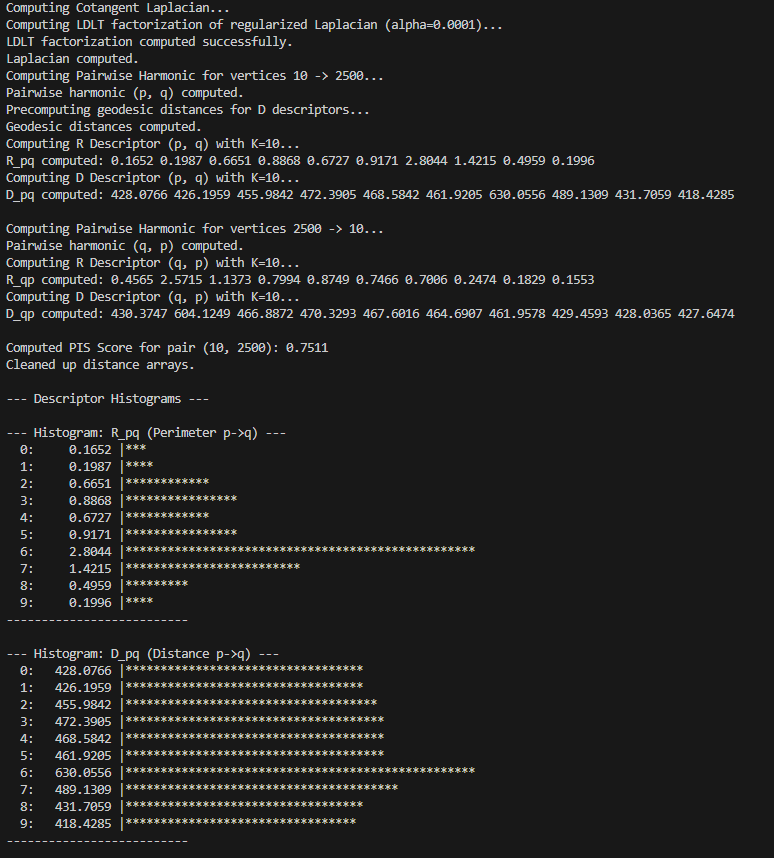 Computing Cotangent Laplacian...
Computing LDLT factorization of regularized Laplacian (alpha=0.0001)...
LDLT factorization computed successfully.
Laplacian computed.
Computing Pairwise Harmonic for vertices 10 -> 2500...
Pairwise harmonic (p, q) computed.
Precomputing geodesic distances for D descriptors...
Geodesic distances computed.
Computing R Descriptor (p, q) with K=10...
R_pq computed: 0.1652 0.1987 0.6651 0.8868 0.6727 0.9171 2.8044 1.4215 0.4959 0.1996
Computing D Descriptor (p, q) with K=10...
D_pq computed: 428.0766 426.1959 455.9842 472.3905 468.5842 461.9205 630.0556 489.1309 431.7059 418.4285

Computing Pairwise Harmonic for vertices 2500 -> 10...
Pairwise harmonic (q, p) computed.
Computing R Descriptor (q, p) with K=10...
R_qp computed: 0.4565 2.5715 1.1373 0.7994 0.8749 0.7466 0.7006 0.2474 0.1829 0.1553
Computing D Descriptor (q, p) with K=10...
D_qp computed: 430.3747 604.1249 466.8872 470.3293 467.6016 464.6907 461.9578 429.4593 428.0365 427.6474

Computed PIS Score for pair (10, 2500): 0.7511
Cleaned up distance arrays.

--- Descriptor Histograms ---

--- Histogram: R_pq (Perimeter p->q) ---
  0:     0.1652 |***
  1:     0.1987 |****
  2:     0.6651 |************
  3:     0.8868 |****************
  4:     0.6727 |************
  5:     0.9171 |****************
  6:     2.8044 |**************************************************
  7:     1.4215 |*************************
  8:     0.4959 |*********
  9:     0.1996 |****
--------------------------

--- Histogram: D_pq (Distance p->q) ---
  0:   428.0766 |**********************************
  1:   426.1959 |**********************************
  2:   455.9842 |************************************
  3:   472.3905 |*************************************
  4:   468.5842 |*************************************
  5:   461.9205 |*************************************
  6:   630.0556 |**************************************************
  7:   489.1309 |***************************************
  8:   431.7059 |**********************************
  9:   418.4285 |*********************************
--------------------------